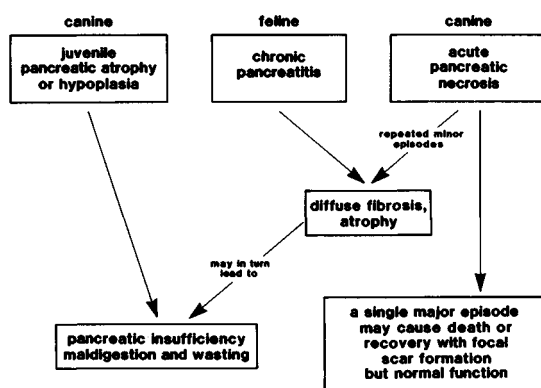 canine
feline
canine
juvenile
pancreatic atrophy
or hypoplasia
chronic
pancreatitis
acute
pancreatic
necrosis
repeated minor
episodes
diffuse fibrosis,
atrophy
may in turn
lead to
pancreatic insufficiency
maldigestion and wasting
a single major episode
may cause death or
recovery with focal
scar formation
but normal function